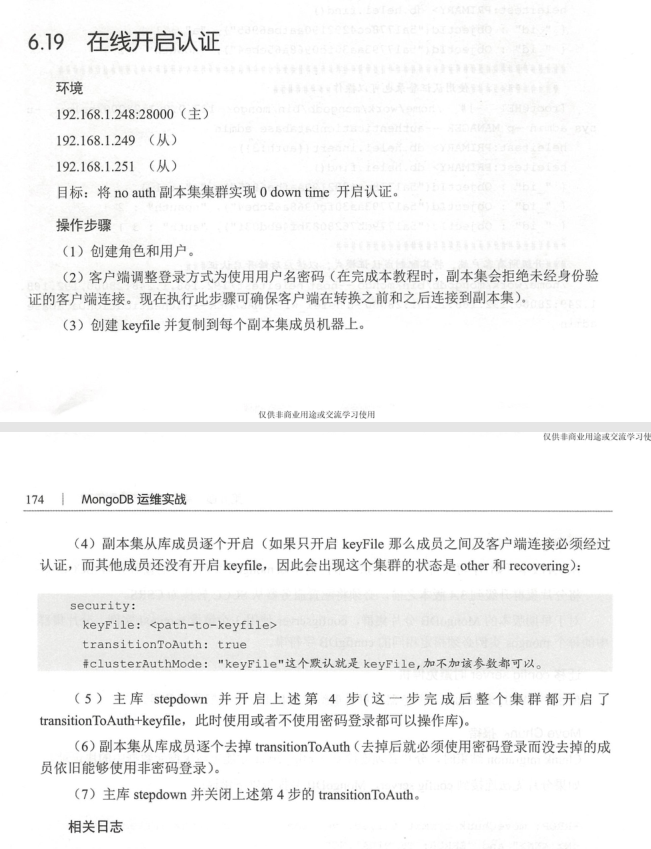 6.19 在线开启认证
环境
192.168.1.248:28000（主）
192.168.1.249 （从）
192.168.1.251 （从）
目标：将 no auth 副本集集群实现 0 down time 开启认证。
操作步骤
（1）创建角色和用户。
（2）客户端调整登录方式为使用用户名密码（在完成本教程时，副本集会拒绝未经身份验
证的客户端连接。现在执行此步骤可确保客户端在转换之前和之后连接到副本集）。
（3）创建 keyfile 并复制到每个副本集成员机器上。
仅供非商业用途或交流学习使用
仅供非商业用途或交流学习使
174 | MongoDB 运维实战
（4）副本集从库成员逐个开启（如果只开启 keyFile 那么成员之间及客户端连接必须经过
认证，而其他成员还没有开启 keyfile，因此会出现这个集群的状态是 other 和 recovering）：
security:
keyFile: <path-to-keyfile>
transitionToAuth: true
#clusterAuthMode: "keyFile"这个默认就是 keyFile,加不加该参数都可以。
（5）主库 stepdown 并开启上述第 4 步(这一步完成后整个集群都开启了
transitionToAuth+keyfile，此时使用或者不使用密码登录都可以操作库)。
（6）副本集从库成员逐个去掉 transitionToAuth（去掉后就必须使用密码登录而没去掉的成
员依旧能够使用非密码登录）。
（7）主库 stepdown 并关闭上述第 4 步的 transitionToAuth。
相关日志